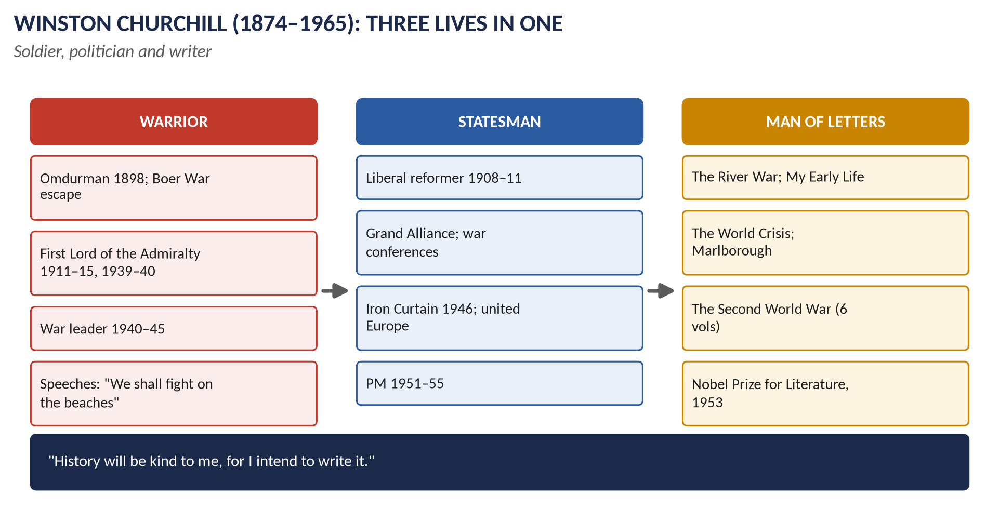 WINSTON CHURCHILL (1874–1965): THREE LIVES IN ONE
Soldier, politician and writer
WARRIOR
Omdurman 1898; Boer War
escape
First Lord of the Admiralty
1911–15, 1939–40
War leader 1940–45
Speeches: "We shall fight on
the beaches"
STATESMAN
Liberal reformer 1908–11
Grand Alliance; war
conferences
Iron Curtain 1946; united
Europe
PM 1951–55
MAN OF LETTERS
The River War; My Early Life
The World Crisis;
Marlborough
The Second World War (6
vols)
Nobel Prize for Literature,
1953
"History will be kind to me, for I intend to write it."